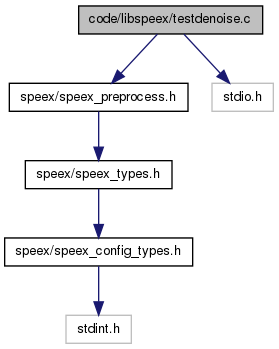 code/libspeex/testdenoise.c
speex/speex_preprocess.h
stdio.h
speex/speex_types.h
speex/speex_config_types.h
stdint.h